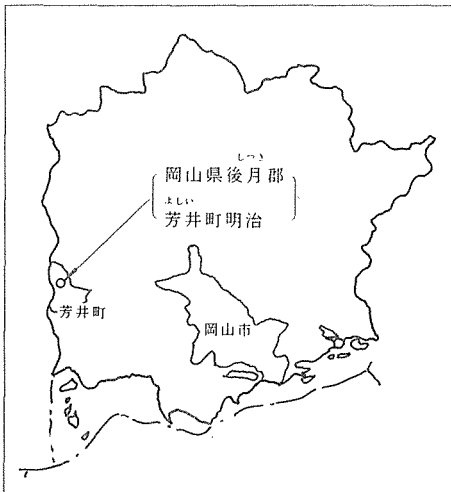 しつき
岡山県後月郡
よしい
芳井町明治
芳井町
岡山市